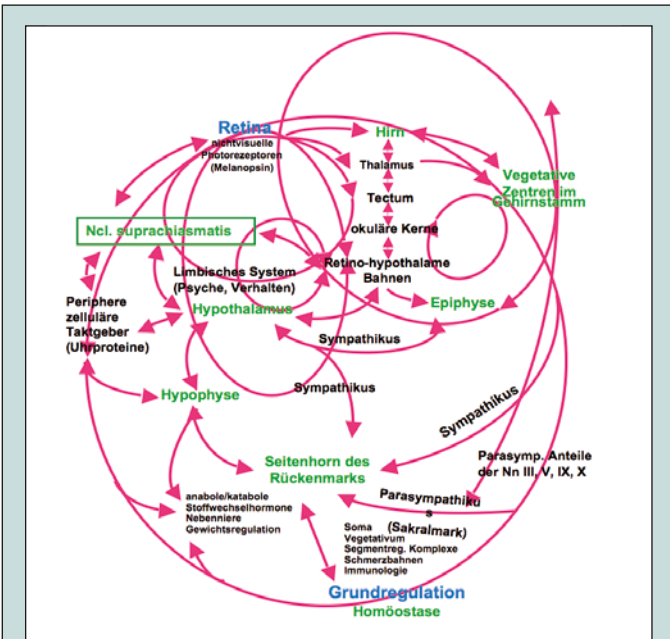 Retina
nichtvisuelle
Photorezeptoren
(Melanopsin)
Hirn
Thalamus
Tectum
okuläre Kerne
Retino-hypothalame
Bahnen
Vegetative
Zentren im
Gehirnstamm
Ncl. suprachiasmatis
Limbisches System
(Psyche, Verhalten)
Hypothalamus
Epiphyse
Periphere
zelluläre
Taktgeber
(Uhrproteine)
Sympathikus
Hypophyse
Sympathikus
Sympathikus
Seitenhorn des
Rückenmarks
Parasymp. Anteile
der Nn III, V, IX, X
anabole/katabole
Stoffwechselhormone
Nebenniere
Gewichtsregulation
Parasympathiku
s
(Sakralmark)
Soma
Vegetativum
Segmentreg. Komplexe
Schmerzbahnen
Immunologie
Grundregulation
Homöostase